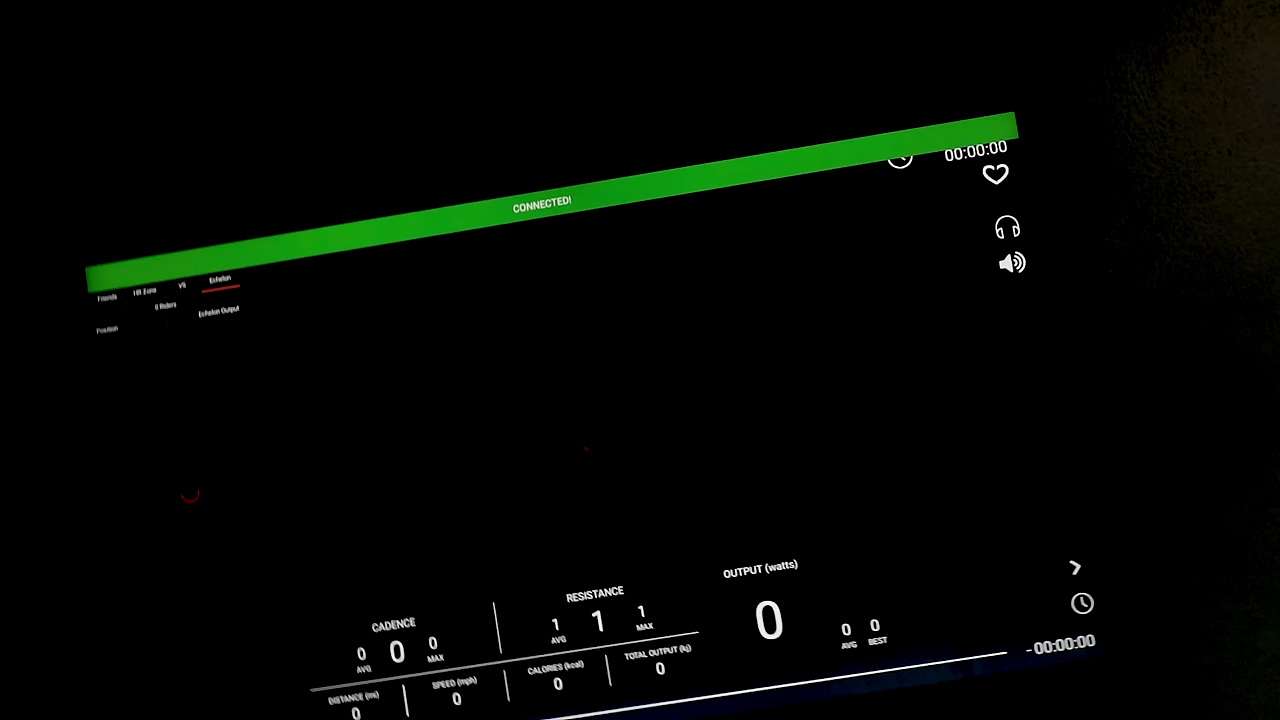 CONNECTED!
00:00:00
Friends HR Zone VS Echelon
0 Riders
Position Echelon Output
CADENCE RESISTANCE OUTPUT (watts)
0 AVG 0 0 MAX
1 AVG 1 1 MAX
0
0 AVG 0 BEST
DISTANCE (mi) SPEED (mph) CALORIES (kcal) TOTAL OUTPUT (kj)
0 0 0 0
- 00:00:00